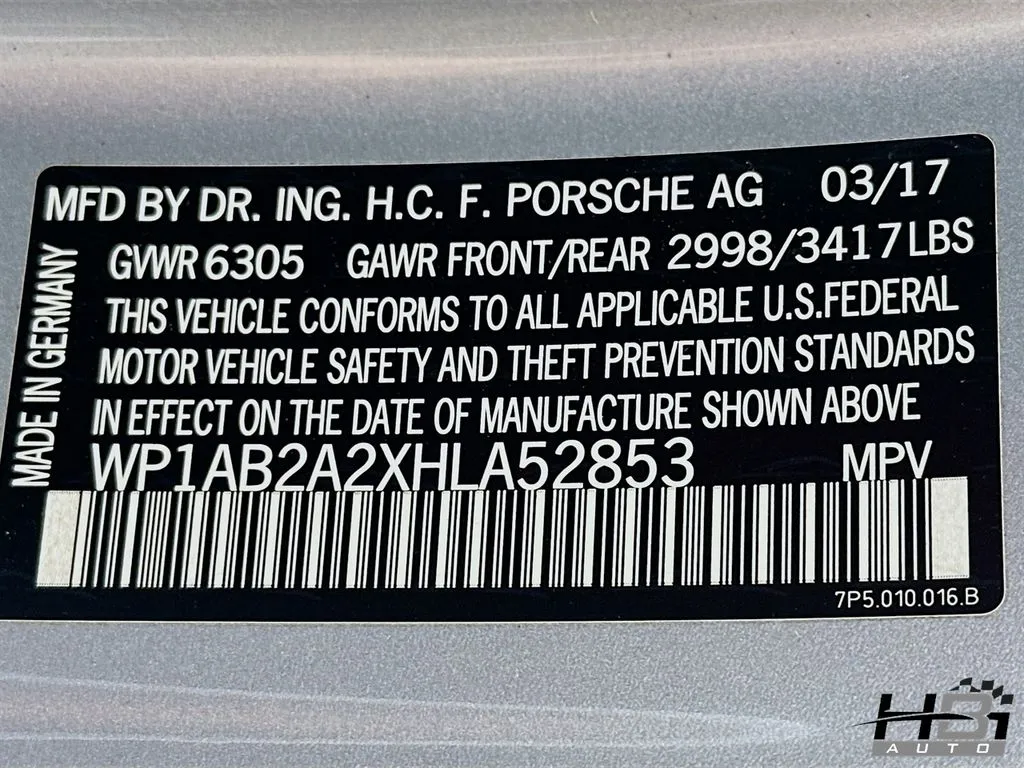 MFD BY DR. ING. H.C. F. PORSCHE AG 03/17
GVWR 6305 GAWR FRONT/REAR 2998/3417LBS
THIS VEHICLE CONFORMS TO ALL APPLICABLE U.S.FEDERAL
MOTOR VEHICLE SAFETY AND THEFT PREVENTION STANDARDS
IN EFFECT ON THE DATE OF MANUFACTURE SHOWN ABOVE
WP1AB2A2XHLA52853 MPV
MADE IN GERMANY
7P5.010.016.B
HBi
AUTO